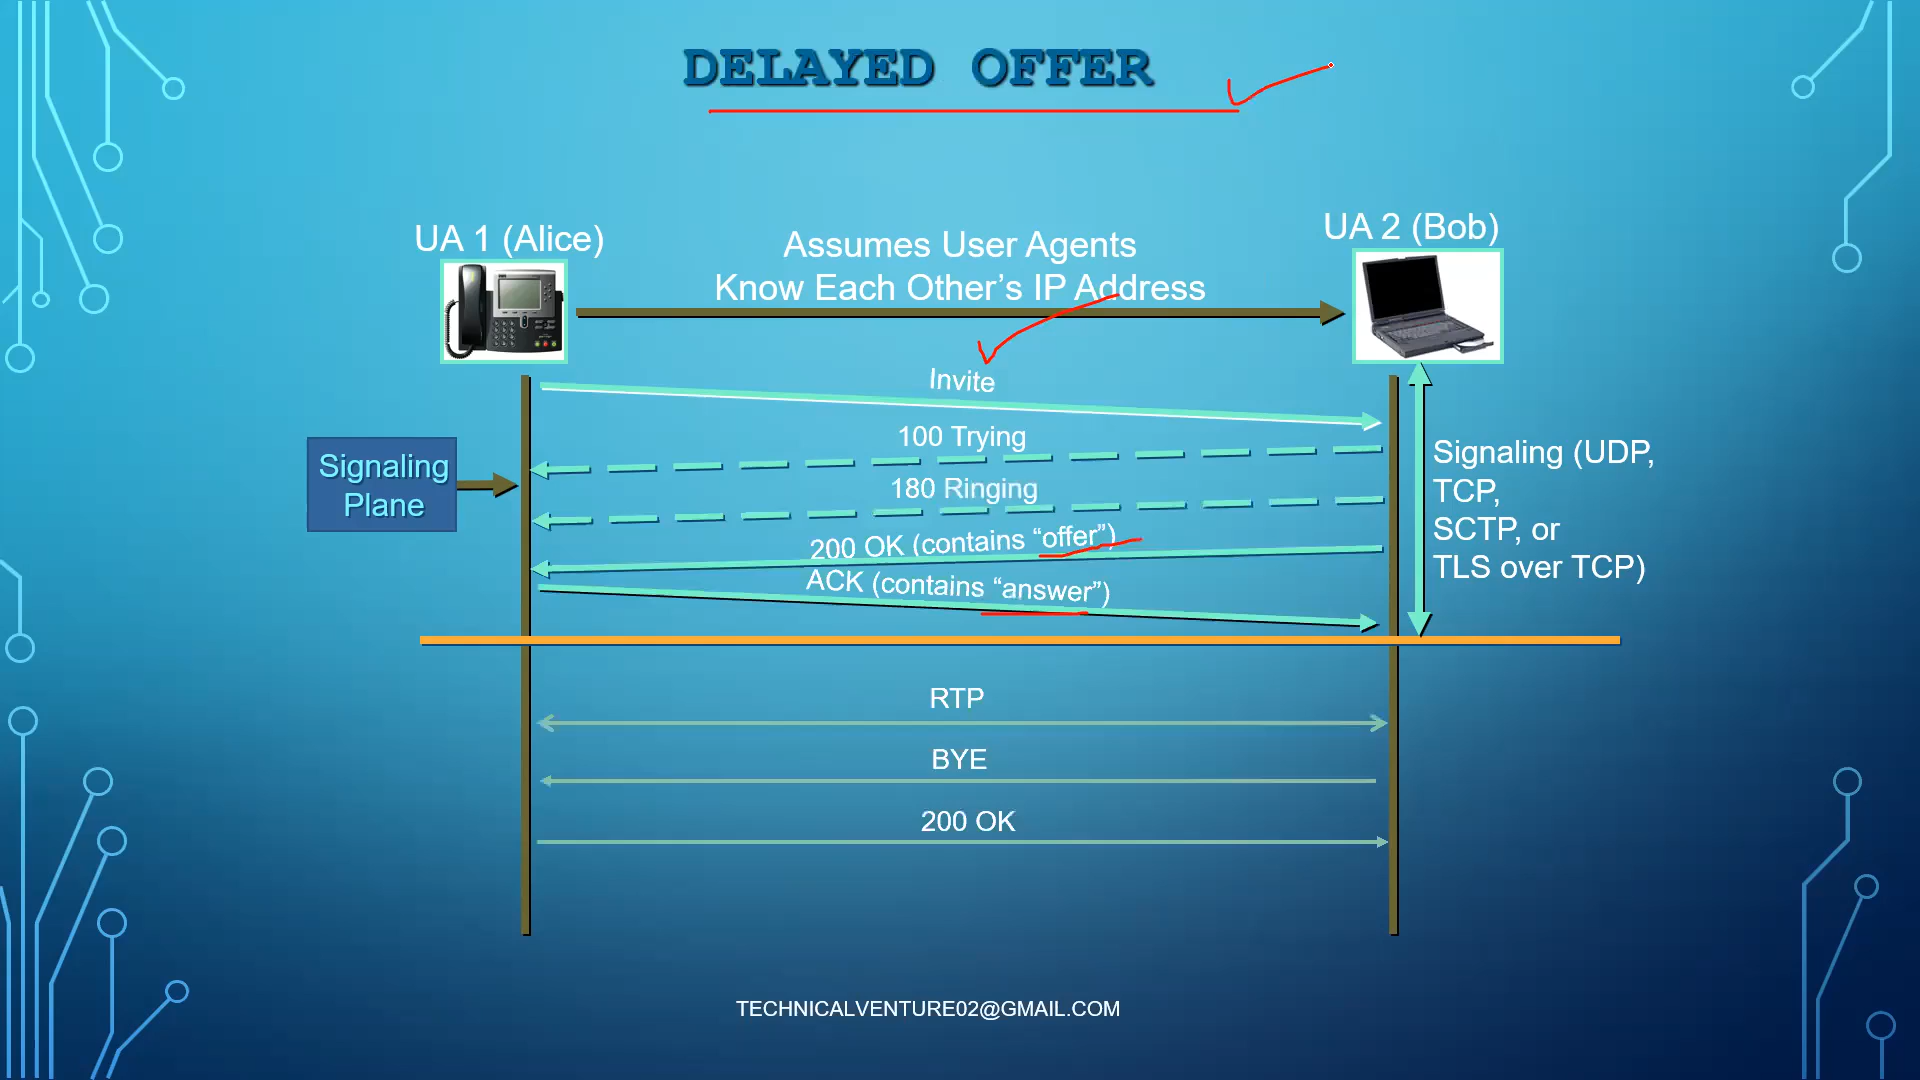 DELAYED OFFER
UA 1 (Alice)
Assumes User Agents
Know Each Other’s IP Address
UA 2 (Bob)
Invite
100 Trying
180 Ringing
200 OK (contains “offer”)
ACK (contains “answer”)
Signaling
Plane
Signaling (UDP,
TCP,
SCTP, or
TLS over TCP)
RTP
BYE
200 OK
TECHNICALVENTURE02@GMAIL.COM